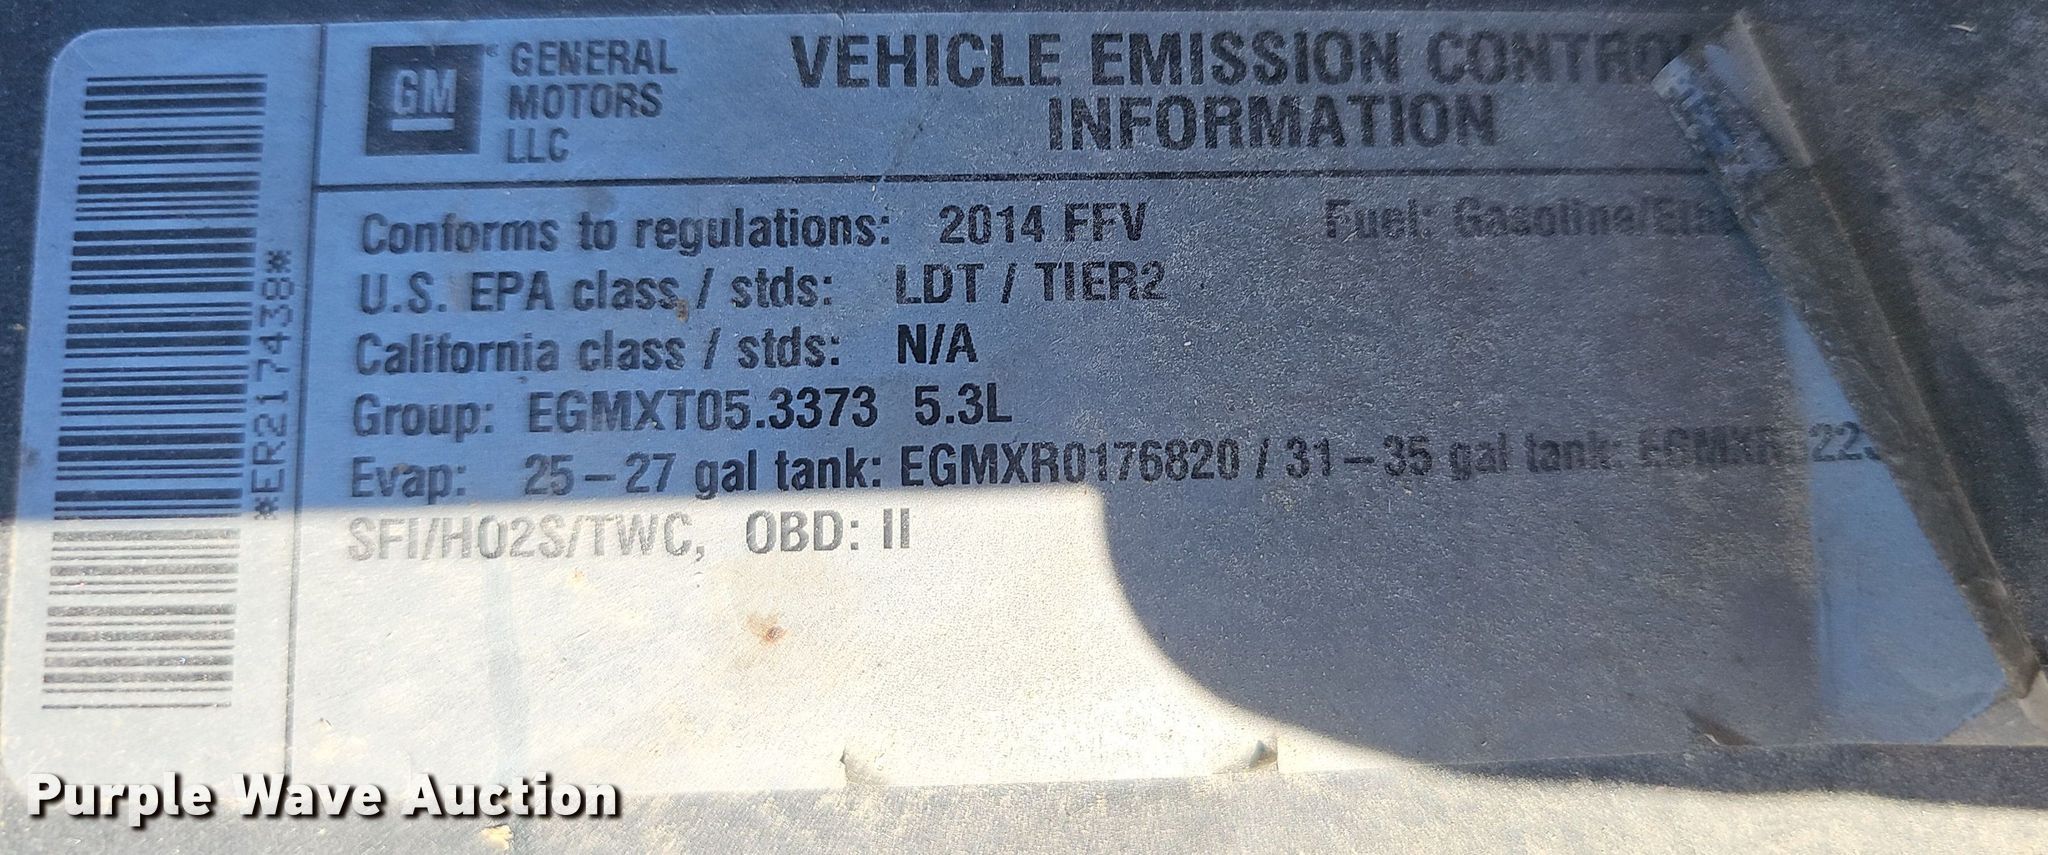 *ER217438*
GM
GENERAL
MOTORS
LLC
VEHICLE EMISSION CONTROL
INFORMATION
Conforms to regulations: 2014 FFV Fuel:
U.S. EPA class / stds: LDT / TIER2
California class / stds: N/A
Group: EGMXT05.3373 5.3L
Evap: 25-27 gal tank: EGMXR0176820 / 31-35 gal tank:
SFI/HO2S/TWC, OBD: II
Purple Wave Auction